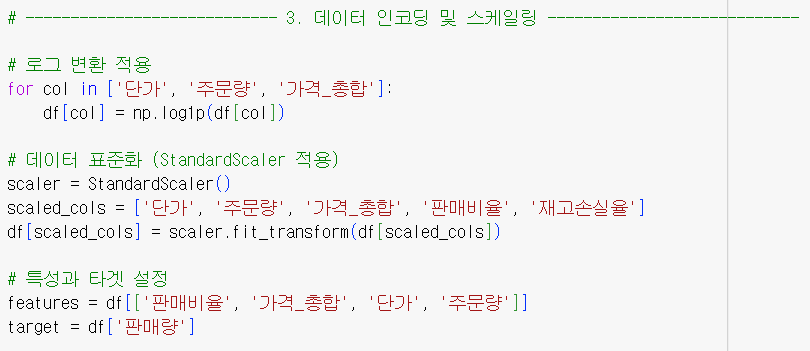 # ---------------------------- 3. 데이터 인코딩 및 스케일링 ----------------------------
# 로그 변환 적용
for col in ['단가', '주문량', '가격_총합']:
    df[col] = np.log1p(df[col])
# 데이터 표준화 (StandardScaler 적용)
scaler = StandardScaler()
scaled_cols = ['단가', '주문량', '가격_총합', '판매비율', '재고손실율']
df[scaled_cols] = scaler.fit_transform(df[scaled_cols])
# 특성과 타겟 설정
features = df[['판매비율', '가격_총합', '단가', '주문량']]
target = df['판매량']